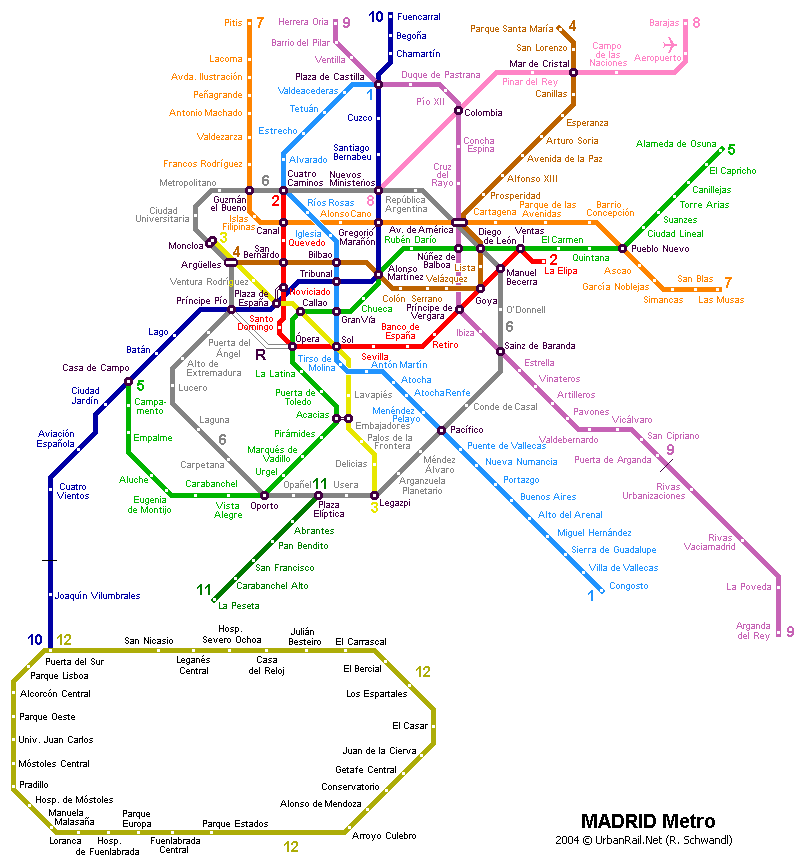 Pitis
7
Herrera Oria
9
10
Fuencarral
Begoña
Chamartín
Parque Santa María
4
Barajas
8
Barrio del Pilar
Ventilla
San Lorenzo
Campo
de las
Naciones
Aeropuerto
Lacoma
Avda. Ilustración
Peñagrande
Antonio Machado
Valdezarza
Francos Rodríguez
Plaza de Castilla
Valdeacederas
1
Tetuán
Estrecho
Alvarado
Duque de Pastrana
Pío XII
Mar de Cristal
Pinar del Rey
Canillas
Cuzco
Santiago
Bernabeu
Colombia
Concha
Espina
Cruz
del
Rayo
Esperanza
Arturo Soria
Avenida de la Paz
Alfonso XIII
Prosperidad
Alameda de Osuna
5
El Capricho
Canillejas
Torre Arias
Suanzes
Ciudad Lineal
Pueblo Nuevo
Metropolitano
6
Cuatro
Caminos
Nuevos
Ministerios
8
República
Argentina
Guzmán
el Bueno
2
Ríos Rosas
Ciudad
Universitaria
Islas
Filipinas
Canal
Alonso Cano
Cartagena
Parque de las
Avenidas
Barrio
Concepción
Iglesia
Quevedo
Gregorio
Marañón
Av. de América
Rubén Darío
Diego
de León
Ventas
El Carmen
Quintana
Moncloa
3
4
Argüelles
San
Bernardo
Bilbao
Tribunal
Alonso
Martínez
Núñez de
Balboa
Velázquez
Lista
Manuel
Becerra
2
La Elipa
Ascao
García Noblejas
Simancas
San Blas
Las Musas
7
Ventura Rodríguez
Plaza de
España
Noviciado
Callao
Chueca
Colón
Serrano
Goya
O'Donnell
Príncipe Pío
Santo
Domingo
GranVía
Príncipe de
Vergara
Banco de
España
Ibiza
6
Lago
Batán
Puerta del
Ángel
R
Ópera
Sol
Sevilla
Retiro
Sainz de Baranda
Casa de Campo
5
Alto de
Extremadura
Lucero
La Latina
Tirso de
Molina
Antón Martín
Atocha
AtochaRenfe
Estrella
Vinateros
Artilleros
Ciudad
Jardín
Campa-
mento
Puerta de
Toledo
Lavapiés
Menéndez
Pelayo
Conde de Casal
Pavones
Vicálvaro
Laguna
6
Acacias
Embajadores
Pacífico
Valdebernardo
San Cipriano
Aviación
Española
Empalme
Pirámides
Palos de la
Frontera
Puente de Vallecas
Puerta de Arganda
9
Carpetana
Marqués de
Vadillo
Delicias
Méndez
Álvaro
Nueva Numancia
Aluche
Carabanchel
Urgel
Arganzuela
Planetario
Portazgo
Rivas
Urbanizaciones
Cuatro
Vientos
Eugenia
de Montijo
Vista
Alegre
Oporto
Opañel
11
Usera
Plaza
Elíptica
3
Legazpi
Buenos Aires
Alto del Arenal
Abrantes
Pan Bendito
San Francisco
Carabanchel Alto
11
La Peseta
Miguel Hernández
Sierra de Guadalupe
Villa de Vallecas
Congosto
1
Rivas
Vaciamadrid
La Poveda
Arganda
del Rey
9
Joaquín Vilumbrales
10
12
Puerta del Sur
San Nicasio
Leganés
Central
Hosp.
Severo Ochoa
Casa
del Reloj
Julián
Besteiro
El Carrascal
El Bercial
12
Parque Lisboa
Alcorcón Central
Los Espartales
Parque Oeste
El Casar
Univ. Juan Carlos
Juan de la Cierva
Móstoles Central
Getafe Central
Pradillo
Conservatorio
Hosp. de Móstoles
Alonso de Mendoza
Manuela
Malasaña
Parque
Europa
Parque Estados
Arroyo Culebro
Loranca
Hosp.
de Fuenlabrada
Fuenlabrada
Central
12
MADRID Metro
2004 © UrbanRail.Net (R. Schwandl)